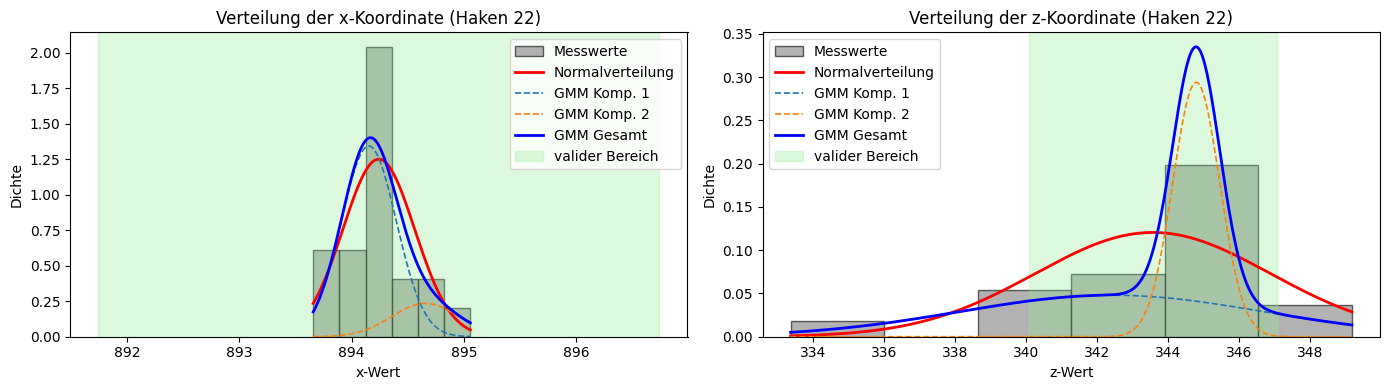 Verteilung der x-Koordinate (Haken 22)
2.00
1.75
1.50
1.25
1.00
0.75
0.50
0.25
0.00
Dichte
Messwerte
Normalverteilung
GMM Komp. 1
GMM Komp. 2
GMM Gesamt
valider Bereich
892
893
894
895
896
x-Wert
Verteilung der z-Koordinate (Haken 22)
0.35
0.30
0.25
0.20
0.15
0.10
0.05
0.00
Dichte
Messwerte
Normalverteilung
GMM Komp. 1
GMM Komp. 2
GMM Gesamt
valider Bereich
334
336
338
340
342
344
346
348
z-Wert